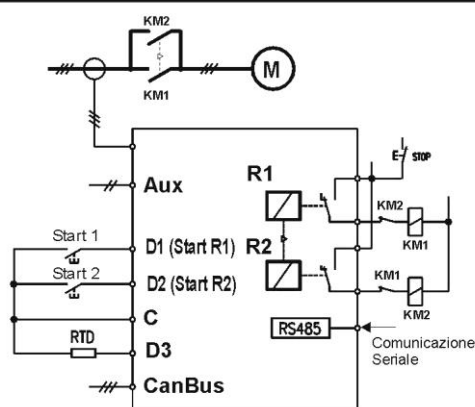 KM2
KM1
M
E STOP
Aux
R1
KM2
KM1
Start 1
D1 (Start R1)
R2
Start 2
D2 (Start R2)
KM1
KM2
C
RTD
D3
RS485
Comunicazione
Seriale
CanBus